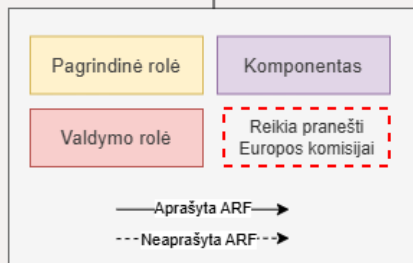 Pagrindinė rolė
Komponentas
Valdymo rolė
Reikia pranešti
Europos komisijai
Aprašyta ARF
Neaprašyta ARF